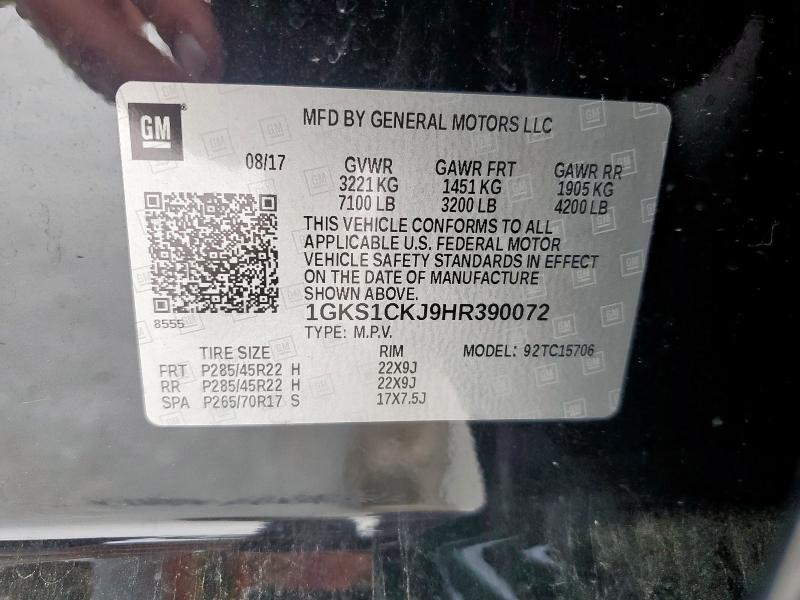 GM
MFD BY GENERAL MOTORS LLC
08/17 GVWR GAWR FRT GAWR RR
3221 KG 1451 KG 1905 KG
7100 LB 3200 LB 4200 LB
THIS VEHICLE CONFORMS TO ALL
APPLICABLE U.S. FEDERAL MOTOR
VEHICLE SAFETY STANDARDS IN EFFECT
ON THE DATE OF MANUFACTURE
SHOWN ABOVE.
8555
1GKS1CKJ9HR390072
TYPE: M.P.V.
TIRE SIZE RIM MODEL: 92TC15706
FRT P285/45R22 H 22X9J
RR P285/45R22 H 22X9J
SPA P265/70R17 S 17X7.5J